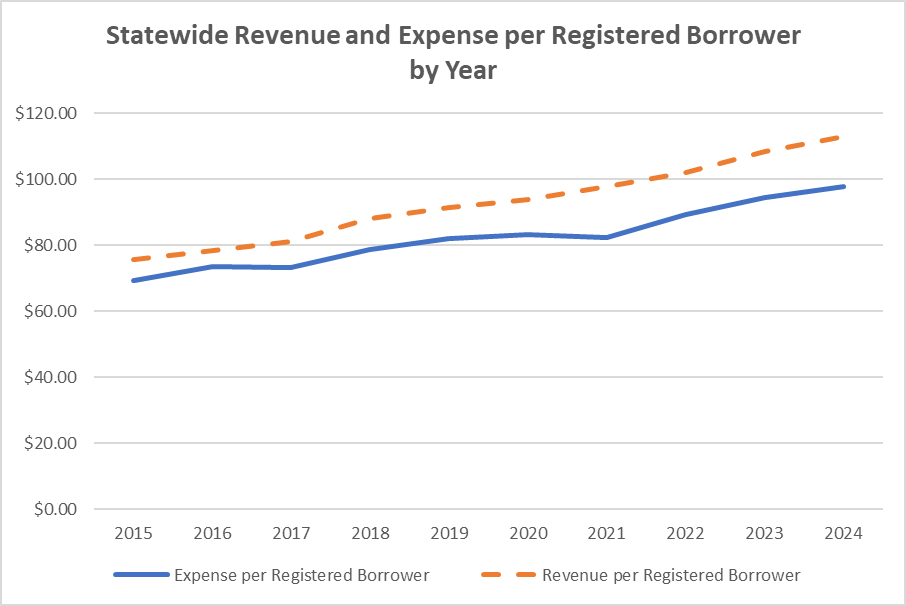 Statewide Revenue and Expense per Registered Borrower
by Year
$120.00
$100.00
$80.00
$60.00
$40.00
$20.00
$0.00
2015 2016 2017 2018 2019 2020 2021 2022 2023 2024
Expense per Registered Borrower Revenue per Registered Borrower